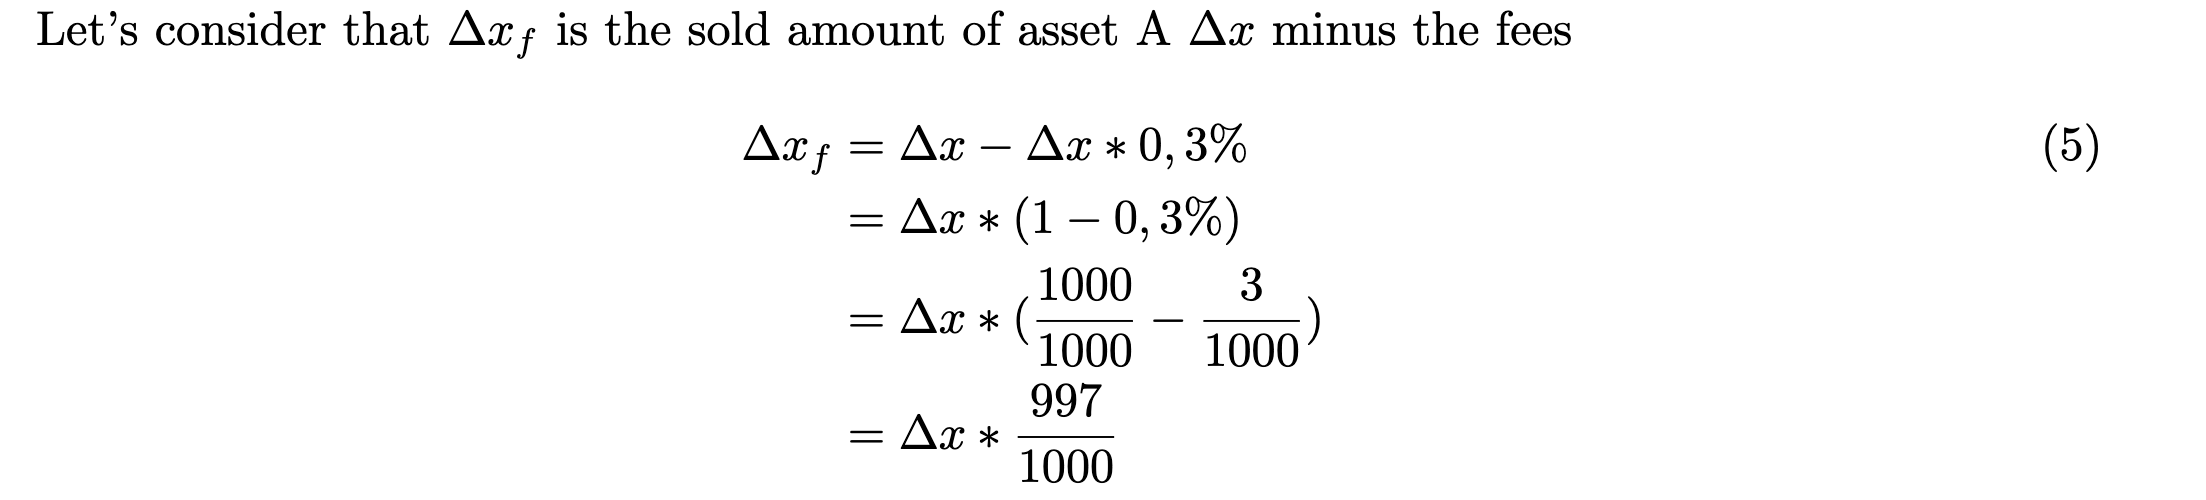 Let's consider that Δx_f is the sold amount of asset A Δx minus the fees
Δx_f = Δx − Δx ∗ 0, 3% (5)
= Δx ∗ (1 − 0, 3%)
= Δx ∗ (1000/1000 − 3/1000)
= Δx ∗ 997/1000